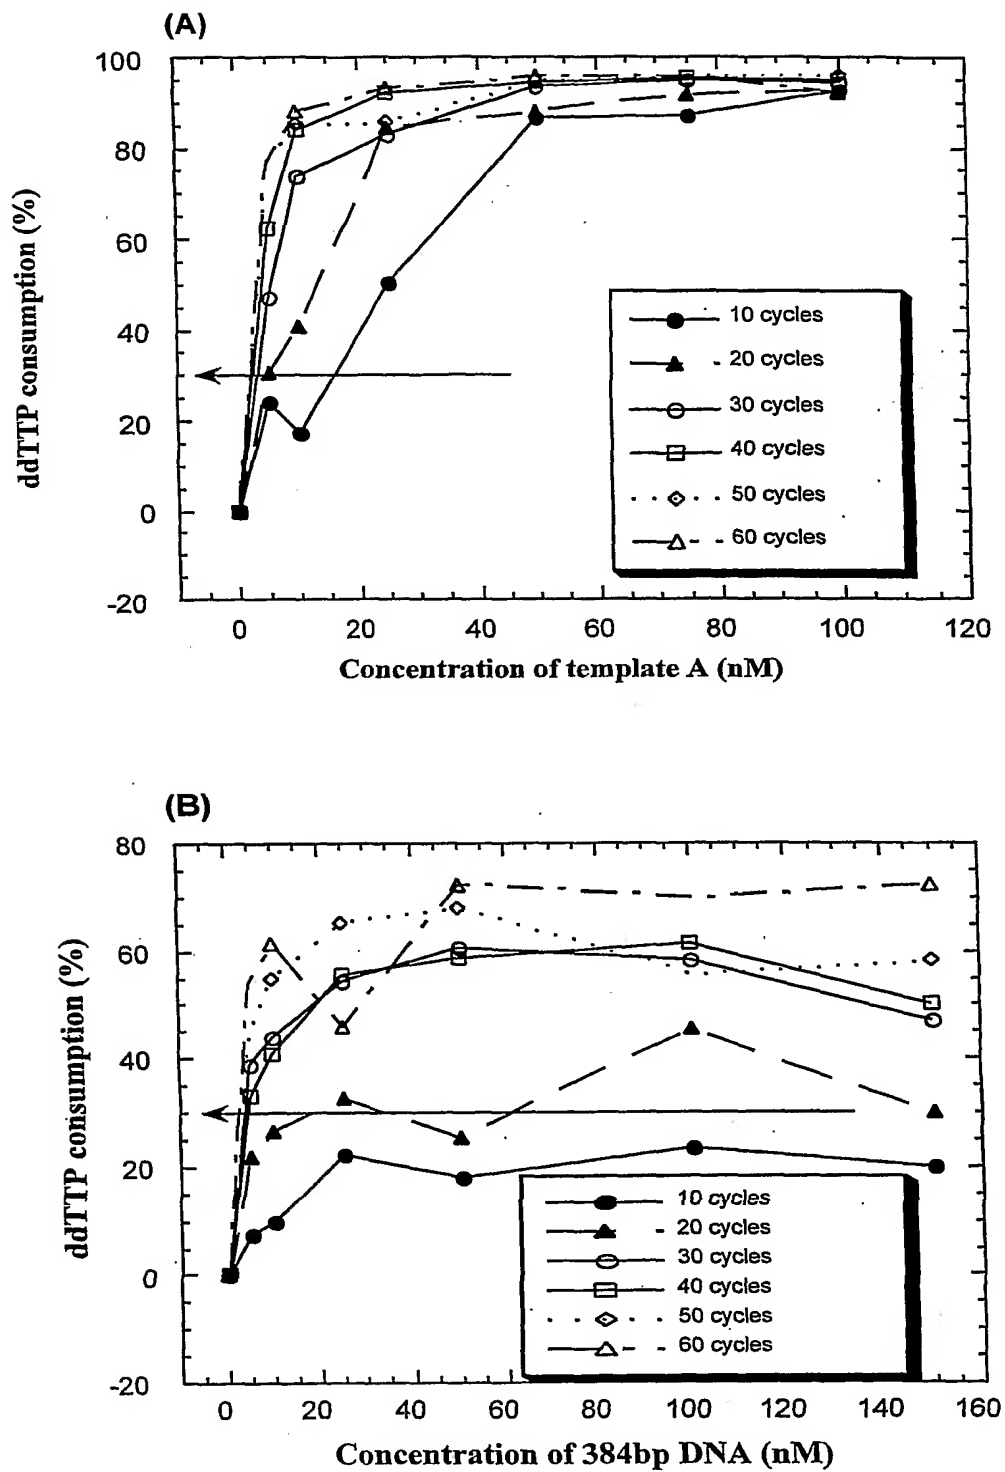 (A)
100
80
60
40
20
0
-20
ddTTP consumption (%)
10 cycles
20 cycles
30 cycles
40 cycles
50 cycles
60 cycles
0 20 40 60 80 100 120
Concentration of template A (nM)
(B)
80
60
40
20
0
-20
ddTTP consumption (%)
10 cycles
20 cycles
30 cycles
40 cycles
50 cycles
60 cycles
0 20 40 60 80 100 120 140 160
Concentration of 384bp DNA (nM)